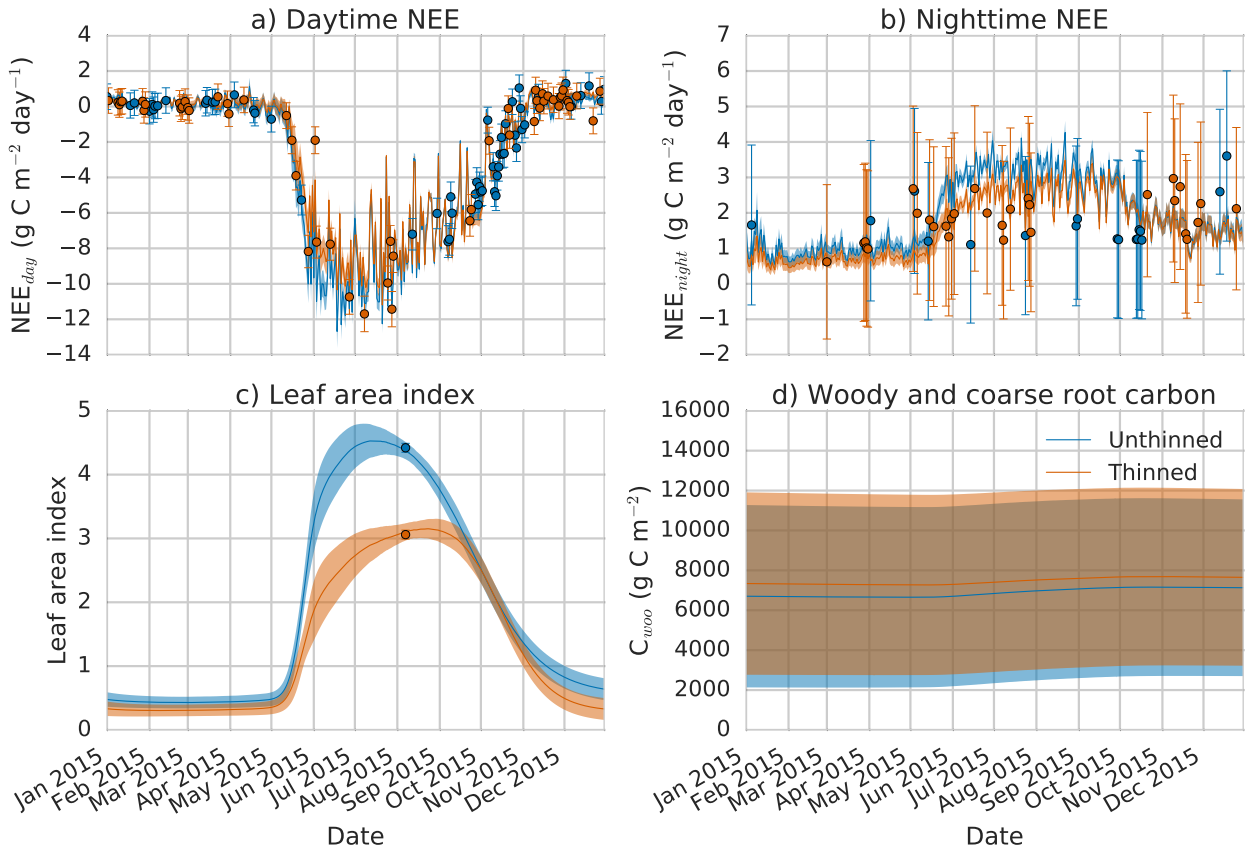 a) Daytime NEE
4
2
0
−2
−4
−6
−8
−10
−12
−14
NEE_day (g C m⁻² day⁻¹)
b) Nighttime NEE
7
6
5
4
3
2
1
0
−1
−2
NEE_night (g C m⁻² day⁻¹)
c) Leaf area index
5
4
3
2
1
0
Leaf area index
Jan 2015
Feb 2015
Mar 2015
Apr 2015
May 2015
Jun 2015
Jul 2015
Aug 2015
Sep 2015
Oct 2015
Nov 2015
Dec 2015
Date
d) Woody and coarse root carbon
16000
14000
12000
10000
8000
6000
4000
2000
0
C_woo (g C m⁻²)
Unthinned
Thinned
Jan 2015
Feb 2015
Mar 2015
Apr 2015
May 2015
Jun 2015
Jul 2015
Aug 2015
Sep 2015
Oct 2015
Nov 2015
Dec 2015
Date